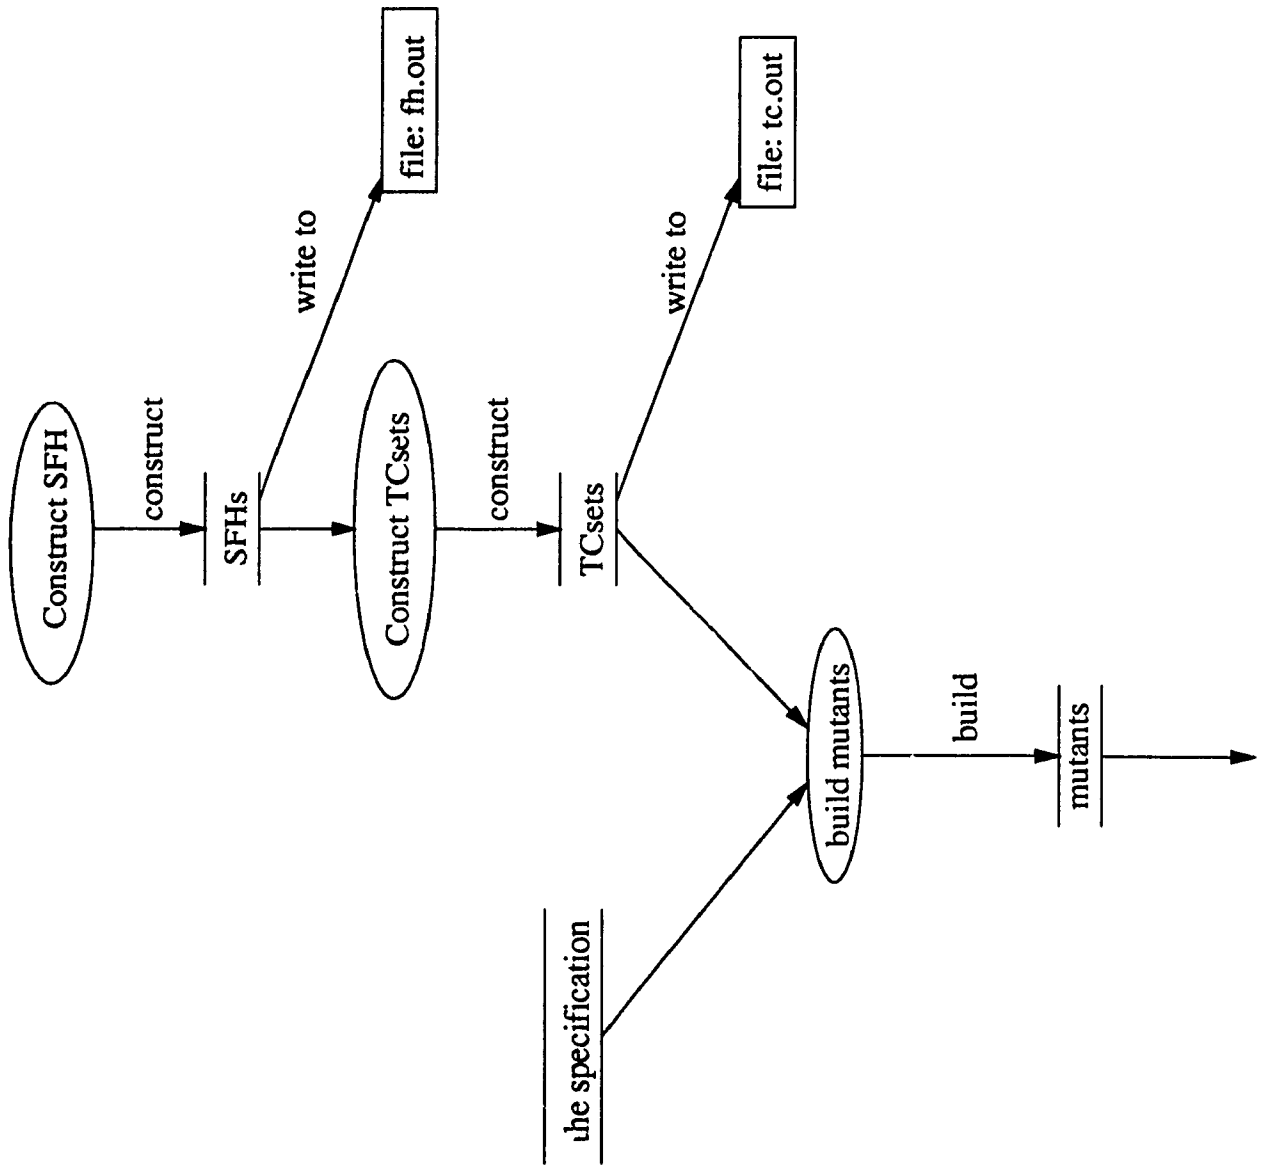 Construct SFH
construct
SFHs
write to
file: fh.out
Construct TCsets
construct
TCsets
write to
file: tc.out
the specification
build mutants
build
mutants